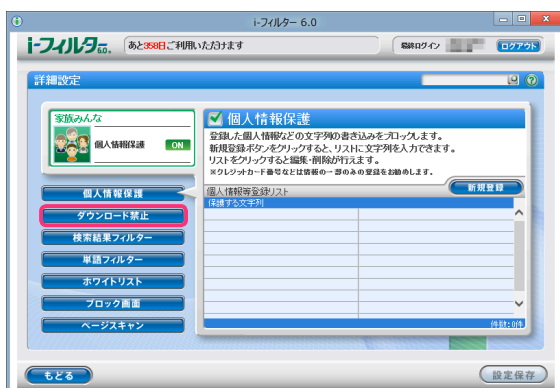 i-フィルター 6.0
i-フィルター 6.0. あと358日ご利用いただけます
最終ログイン
ログアウト
詳細設定
家族みんな
個人情報保護 ON
個人情報保護
ダウンロード禁止
検索結果フィルター
単語フィルター
ホワイトリスト
ブロック画面
ページスキャン
個人情報保護
登録した個人情報などの文字列の書き込みをブロックします。
新規登録ボタンをクリックすると、リストに文字列を入力できます。
リストをクリックすると編集・削除が行えます。
※クレジットカード番号などは情報の一部のみの登録をお勧めします。
個人情報等登録リスト
新規登録
保護する文字列
件数:0件
もどる
設定保存